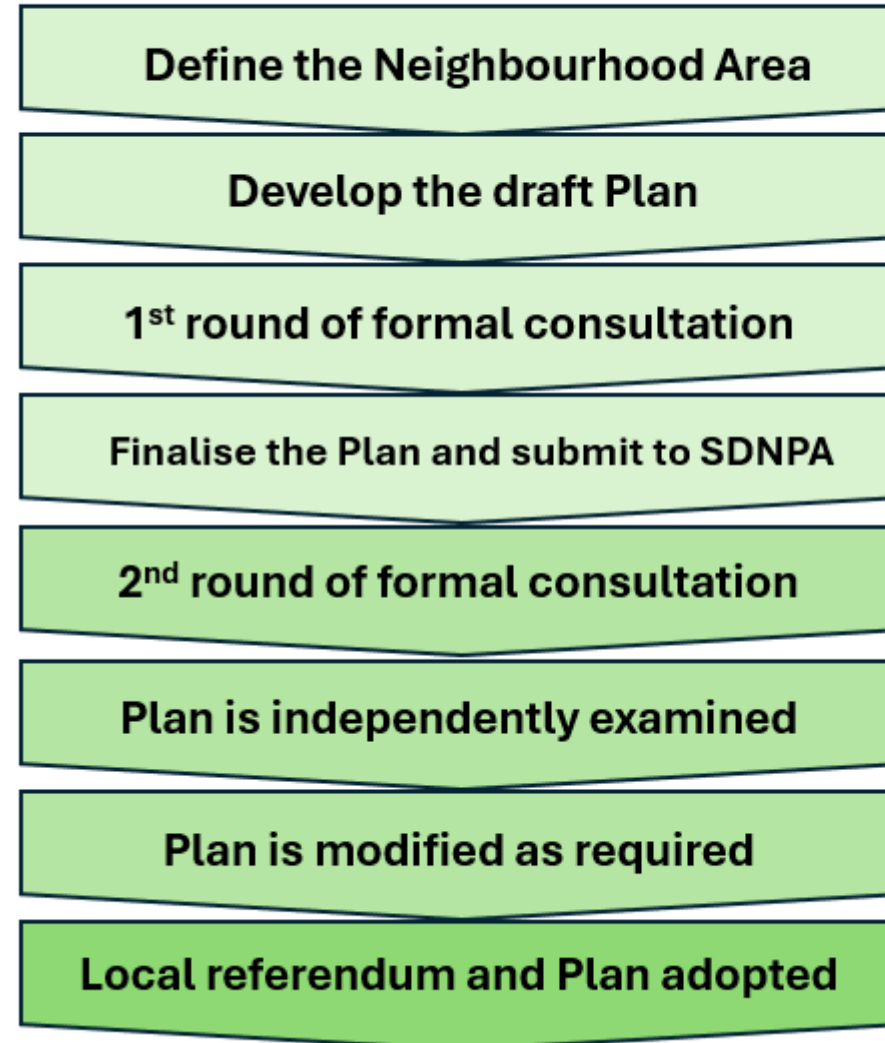 Define the Neighbourhood Area
Develop the draft Plan
1st round of formal consultation
Finalise the Plan and submit to SDNPA
2nd round of formal consultation
Plan is independently examined
Plan is modified as required
Local referendum and Plan adopted